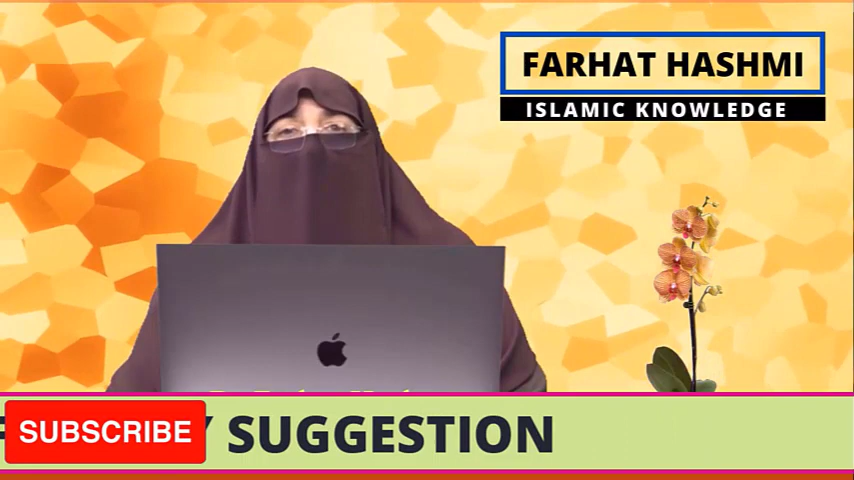 FARHAT HASHMI
ISLAMIC KNOWLEDGE
SUBSCRIBE
SUGGESTION